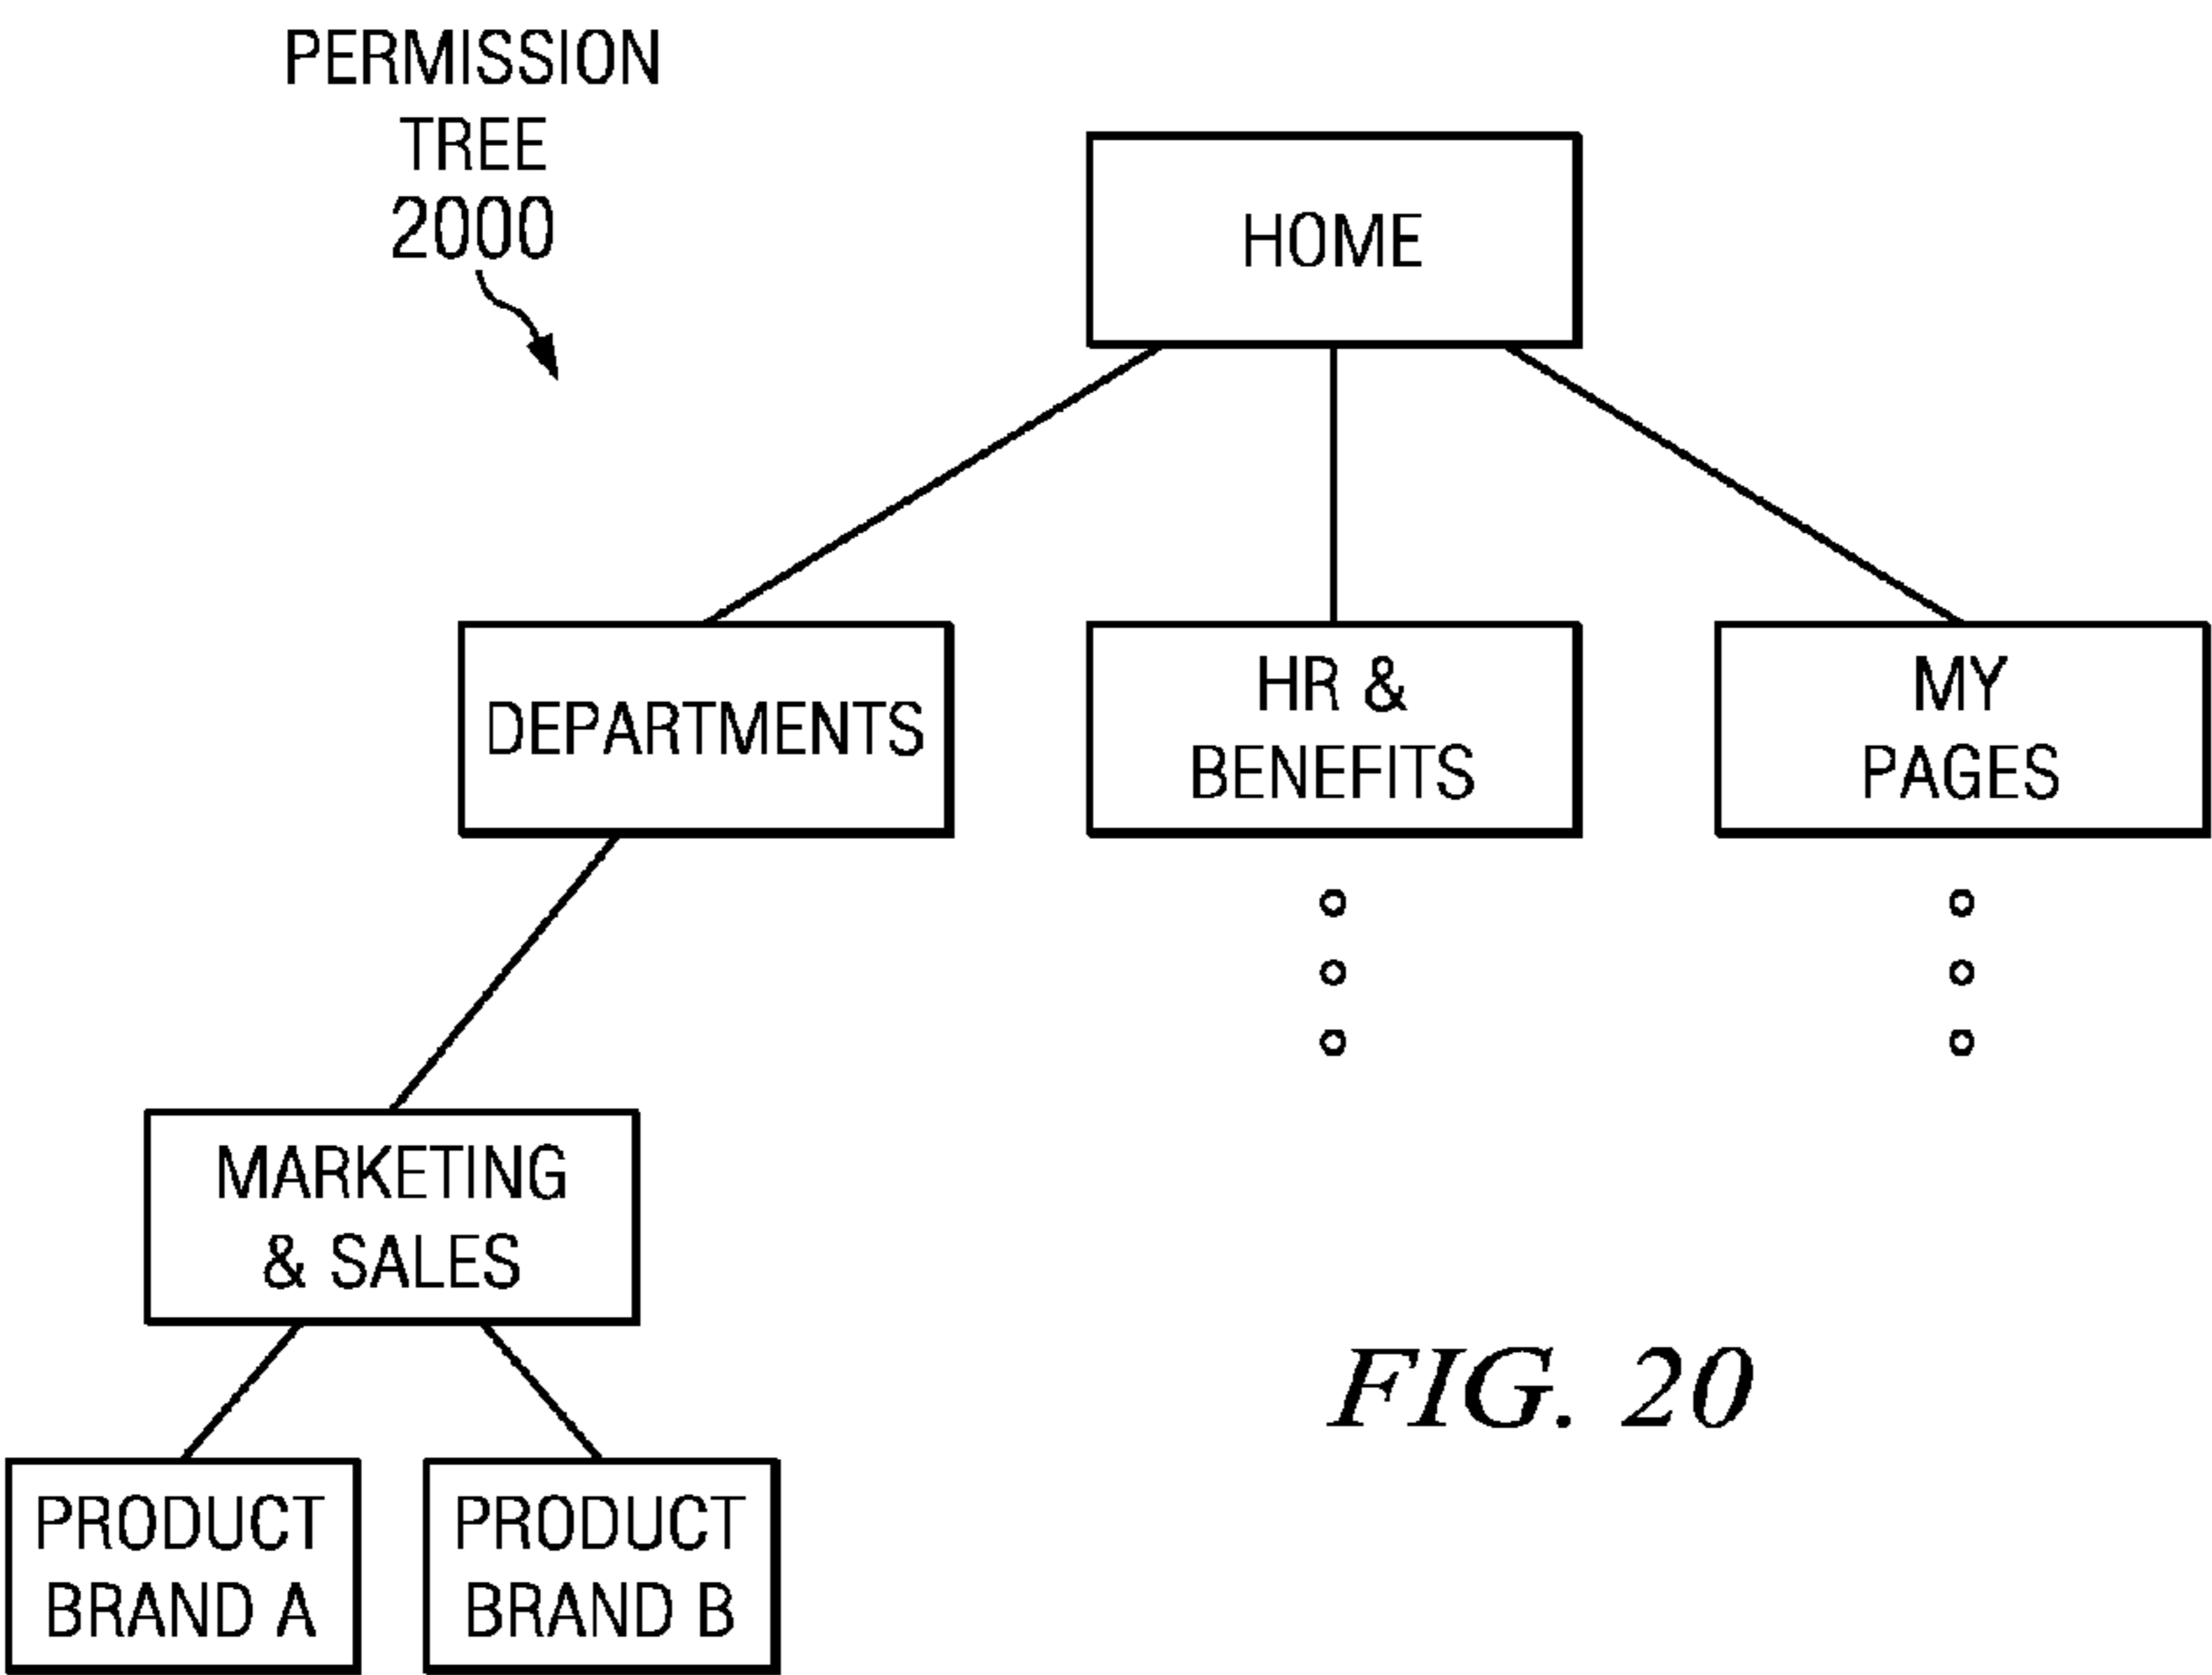 PERMISSION
TREE
2000
HOME
DEPARTMENTS
HR &
BENEFITS
MY
PAGES
MARKETING
& SALES
PRODUCT
BRAND A
PRODUCT
BRAND B
FIG. 20